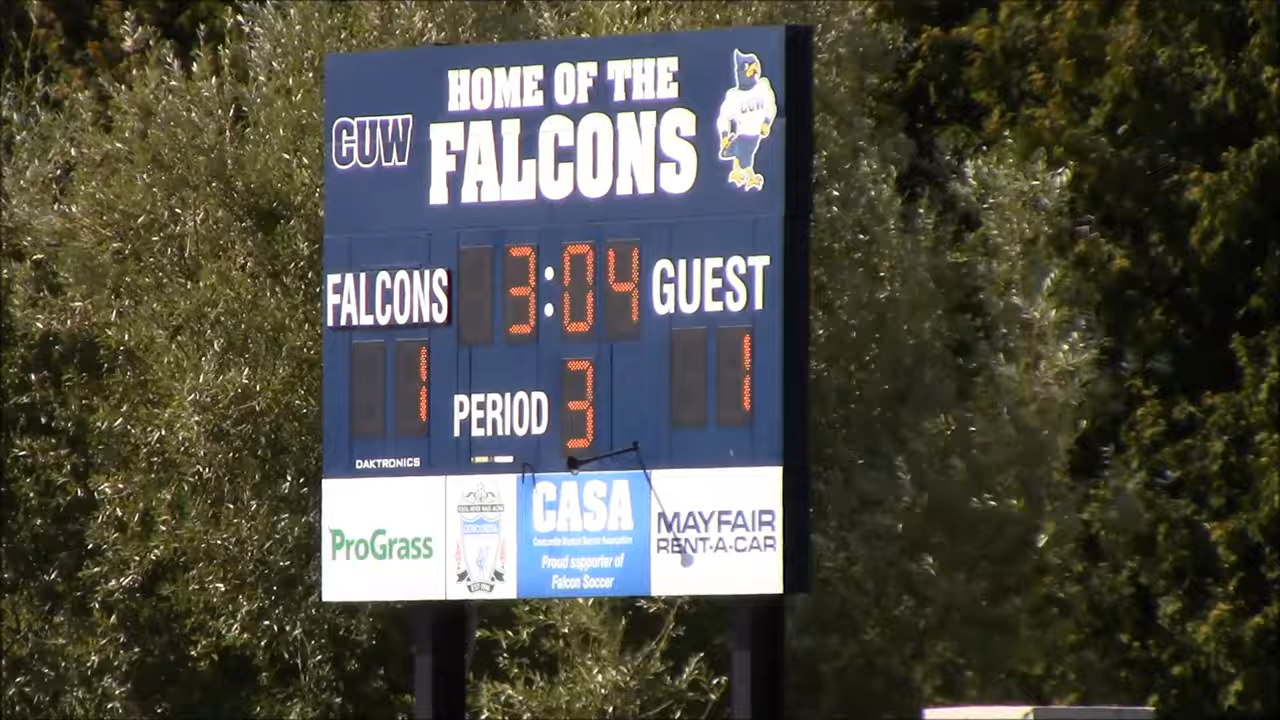 HOME OF THE
CUW
FALCONS
CUW
FALCONS
3:04
GUEST
1
PERIOD
3
1
DAKTRONICS
ProGrass
CONCORDIA
CASA
Proud supporter of
Falcon Soccer
MAYFAIR
RENT-A-CAR